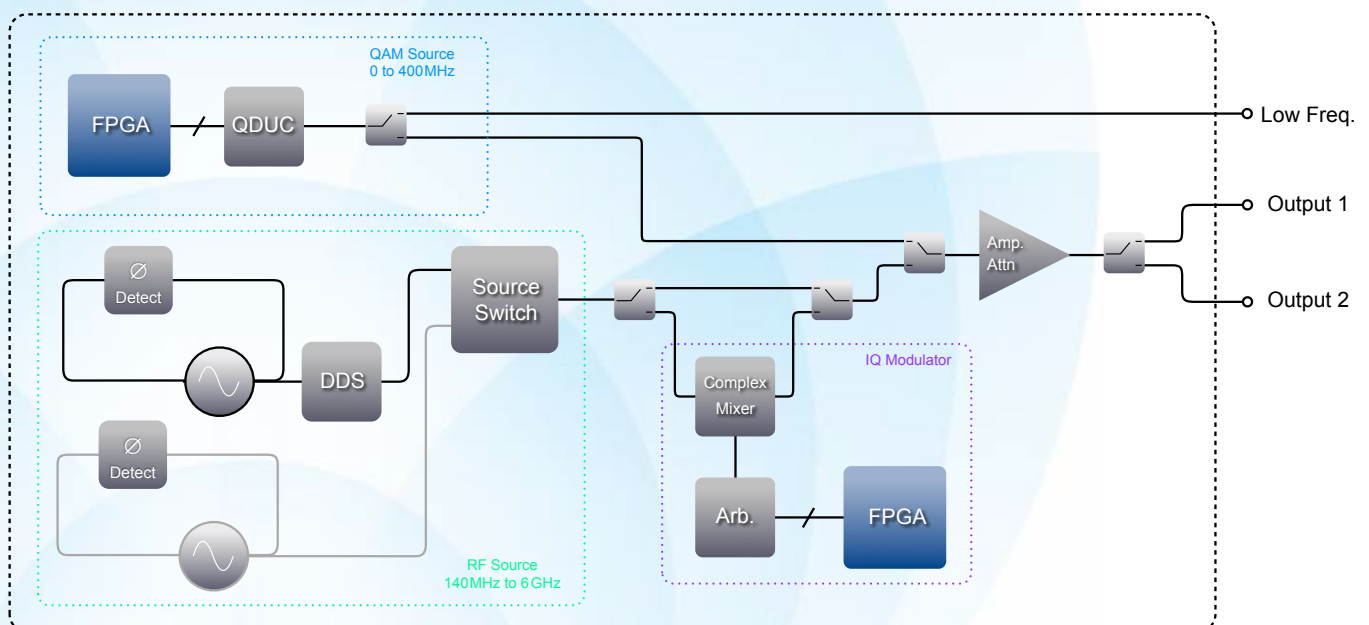 QAM Source
0 to 400MHz
FPGA
QDUC
Low Freq.
Output 1
Output 2
Amp.
Attn
Ø
Detect
Source
Switch
DDS
IQ Modulator
Complex
Mixer
Ø
Detect
Arb.
FPGA
RF Source
140MHz to 6GHz